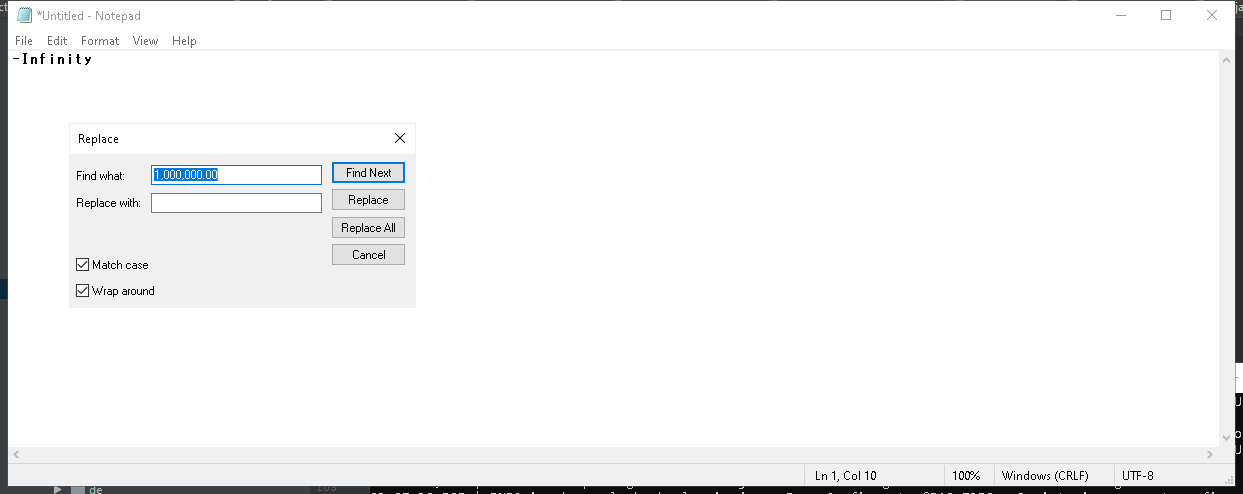 *Untitled - Notepad
File Edit Format View Help
-Infinity
Replace
Find what: 1,000,000.00 Find Next
Replace with: Replace
Replace All
Cancel
Match case
Wrap around
Ln 1, Col 10 100% Windows (CRLF) UTF-8
de